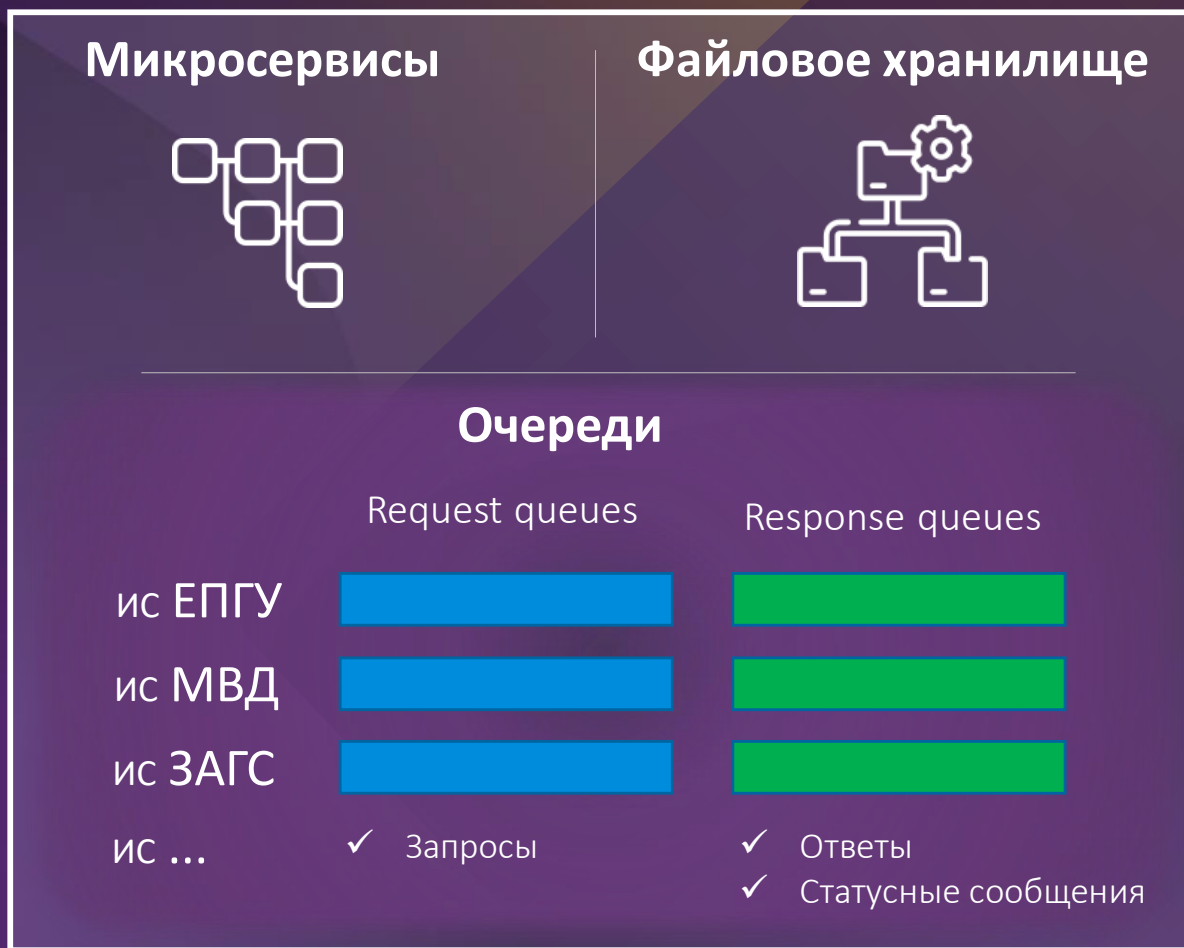 Микросервисы
Файловое хранилище
Очереди
Request queues
Response queues
ис ЕПГУ
ис МВД
ис ЗАГС
ис ...
✓ Запросы
✓ Ответы
✓ Статусные сообщения